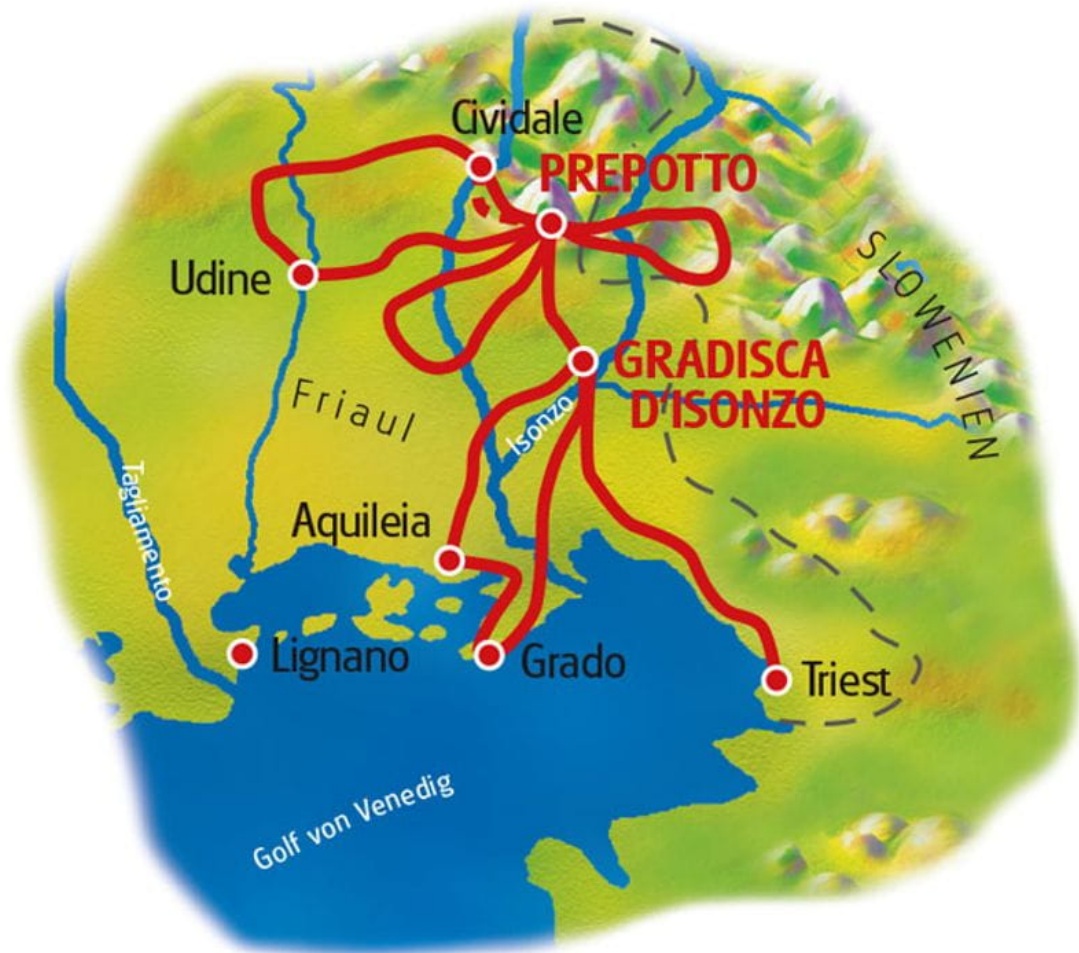 Cividale
PREPOTTO
Udine
SLOWENIEN
GRADISCA
D'ISONZO
Friaul
Isonzo
Tagliamento
Aquileia
Lignano
Grado
Triest
Golf von Venedig